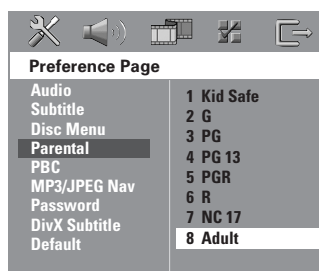 Preference Page
Audio
Subtitle
Disc Menu
Parental
PBC
MP3/JPEG Nav
Password
DivX Subtitle
Default
1 Kid Safe
2 G
3 PG
4 PG 13
5 PGR
6 R
7 NC 17
8 Adult